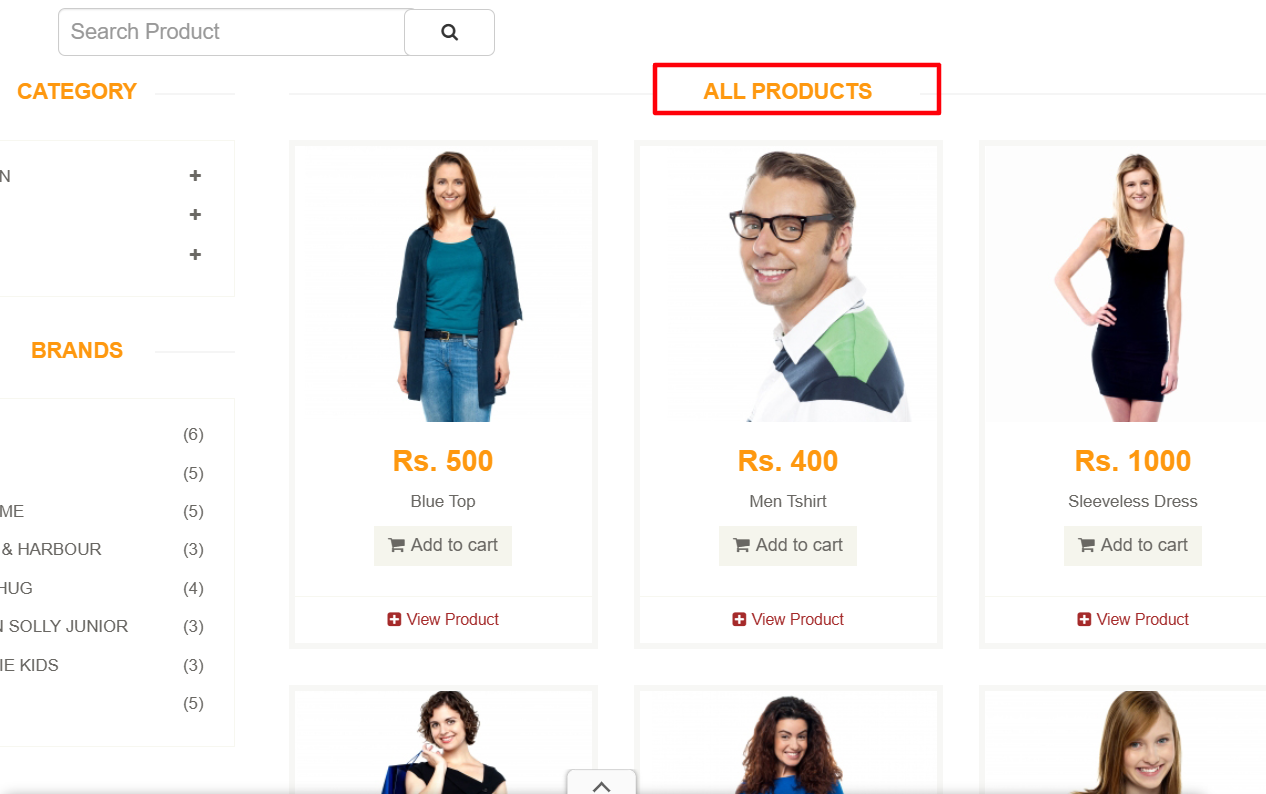 Search Product
CATEGORY
ALL PRODUCTS
N +
+
+
BRANDS
(6)
(5)
ME (5)
& HARBOUR (3)
HUG (4)
SOLLY JUNIOR (3)
IE KIDS (3)
(5)
Rs. 500
Blue Top
Add to cart
View Product
Rs. 400
Men Tshirt
Add to cart
View Product
Rs. 1000
Sleeveless Dress
Add to cart
View Product